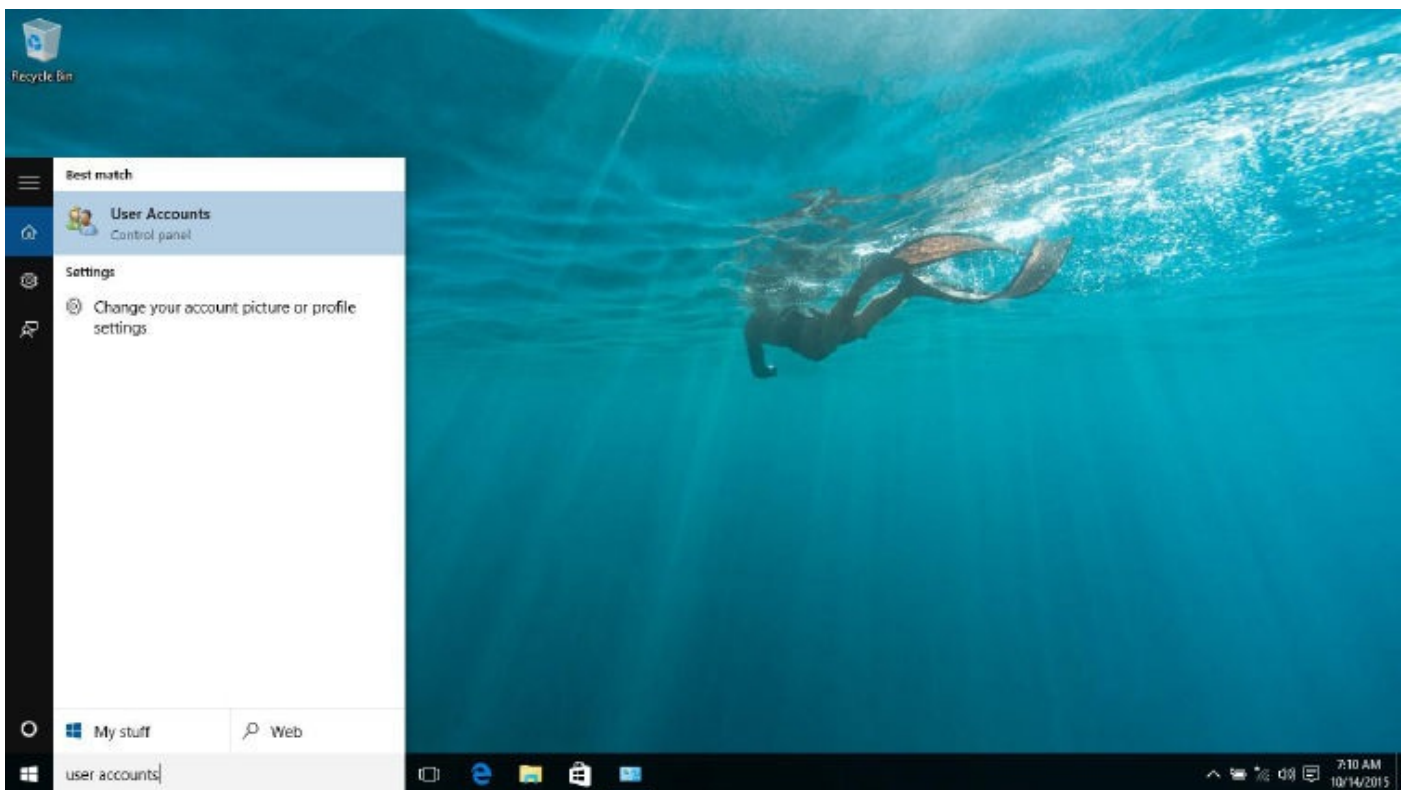 Recycle Bin
Best match
User Accounts
Control panel
Settings
Change your account picture or profile
settings
My stuff
Web
user accounts
7:10 AM
10/14/2015